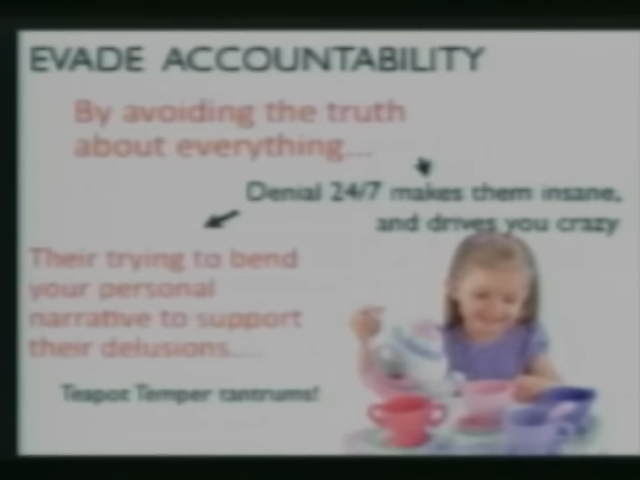 EVADE ACCOUNTABILITY
By avoiding the truth
about everything...
Denial 24/7 makes them insane,
and drives you crazy
Their trying to bend
your personal
narrative to support
their delusions....
Teapot Temper tantrums!